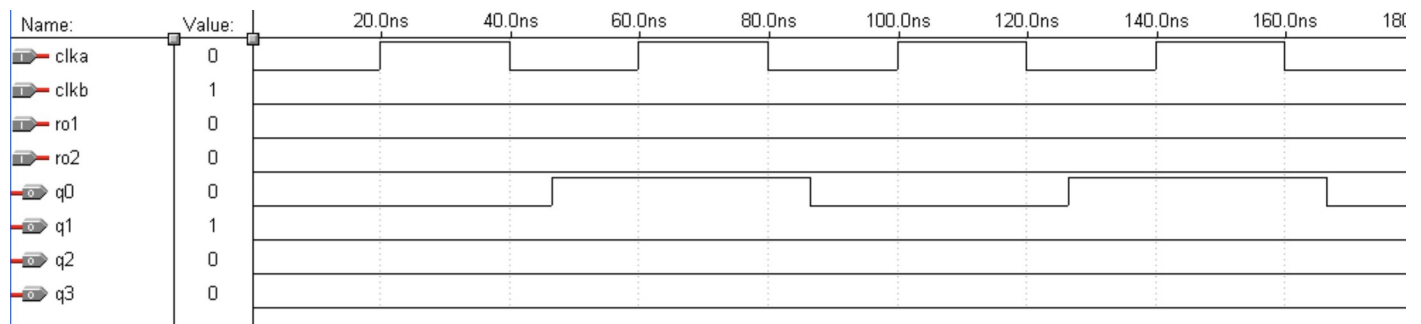 Name: Value: 20.0ns 40.0ns 60.0ns 80.0ns 100.0ns 120.0ns 140.0ns 160.0ns 180
clka 0
clkb 1
ro1 0
ro2 0
q0 0
q1 1
q2 0
q3 0